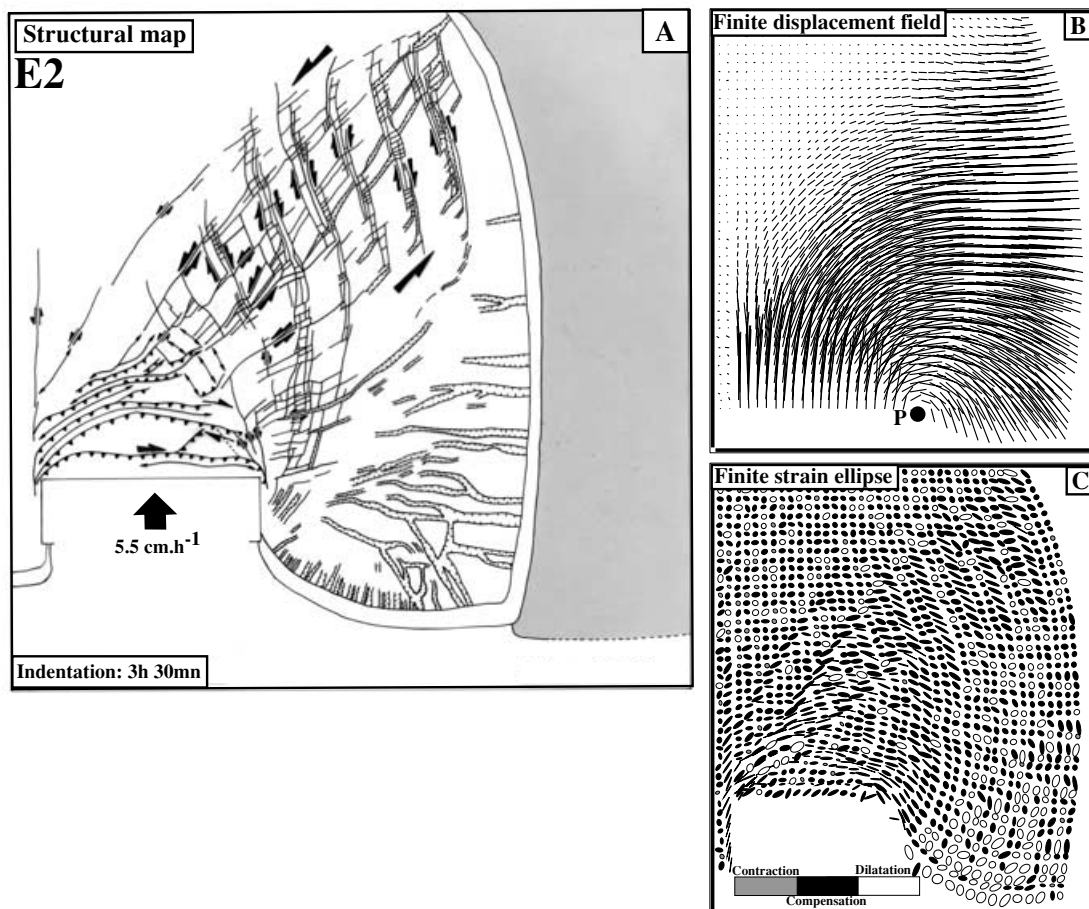 Structural map
A
E2
5.5 cm.h-1
Indentation: 3h 30mn
Finite displacement field
B
P
Finite strain ellipse
C
Contraction
Dilatation
Compensation